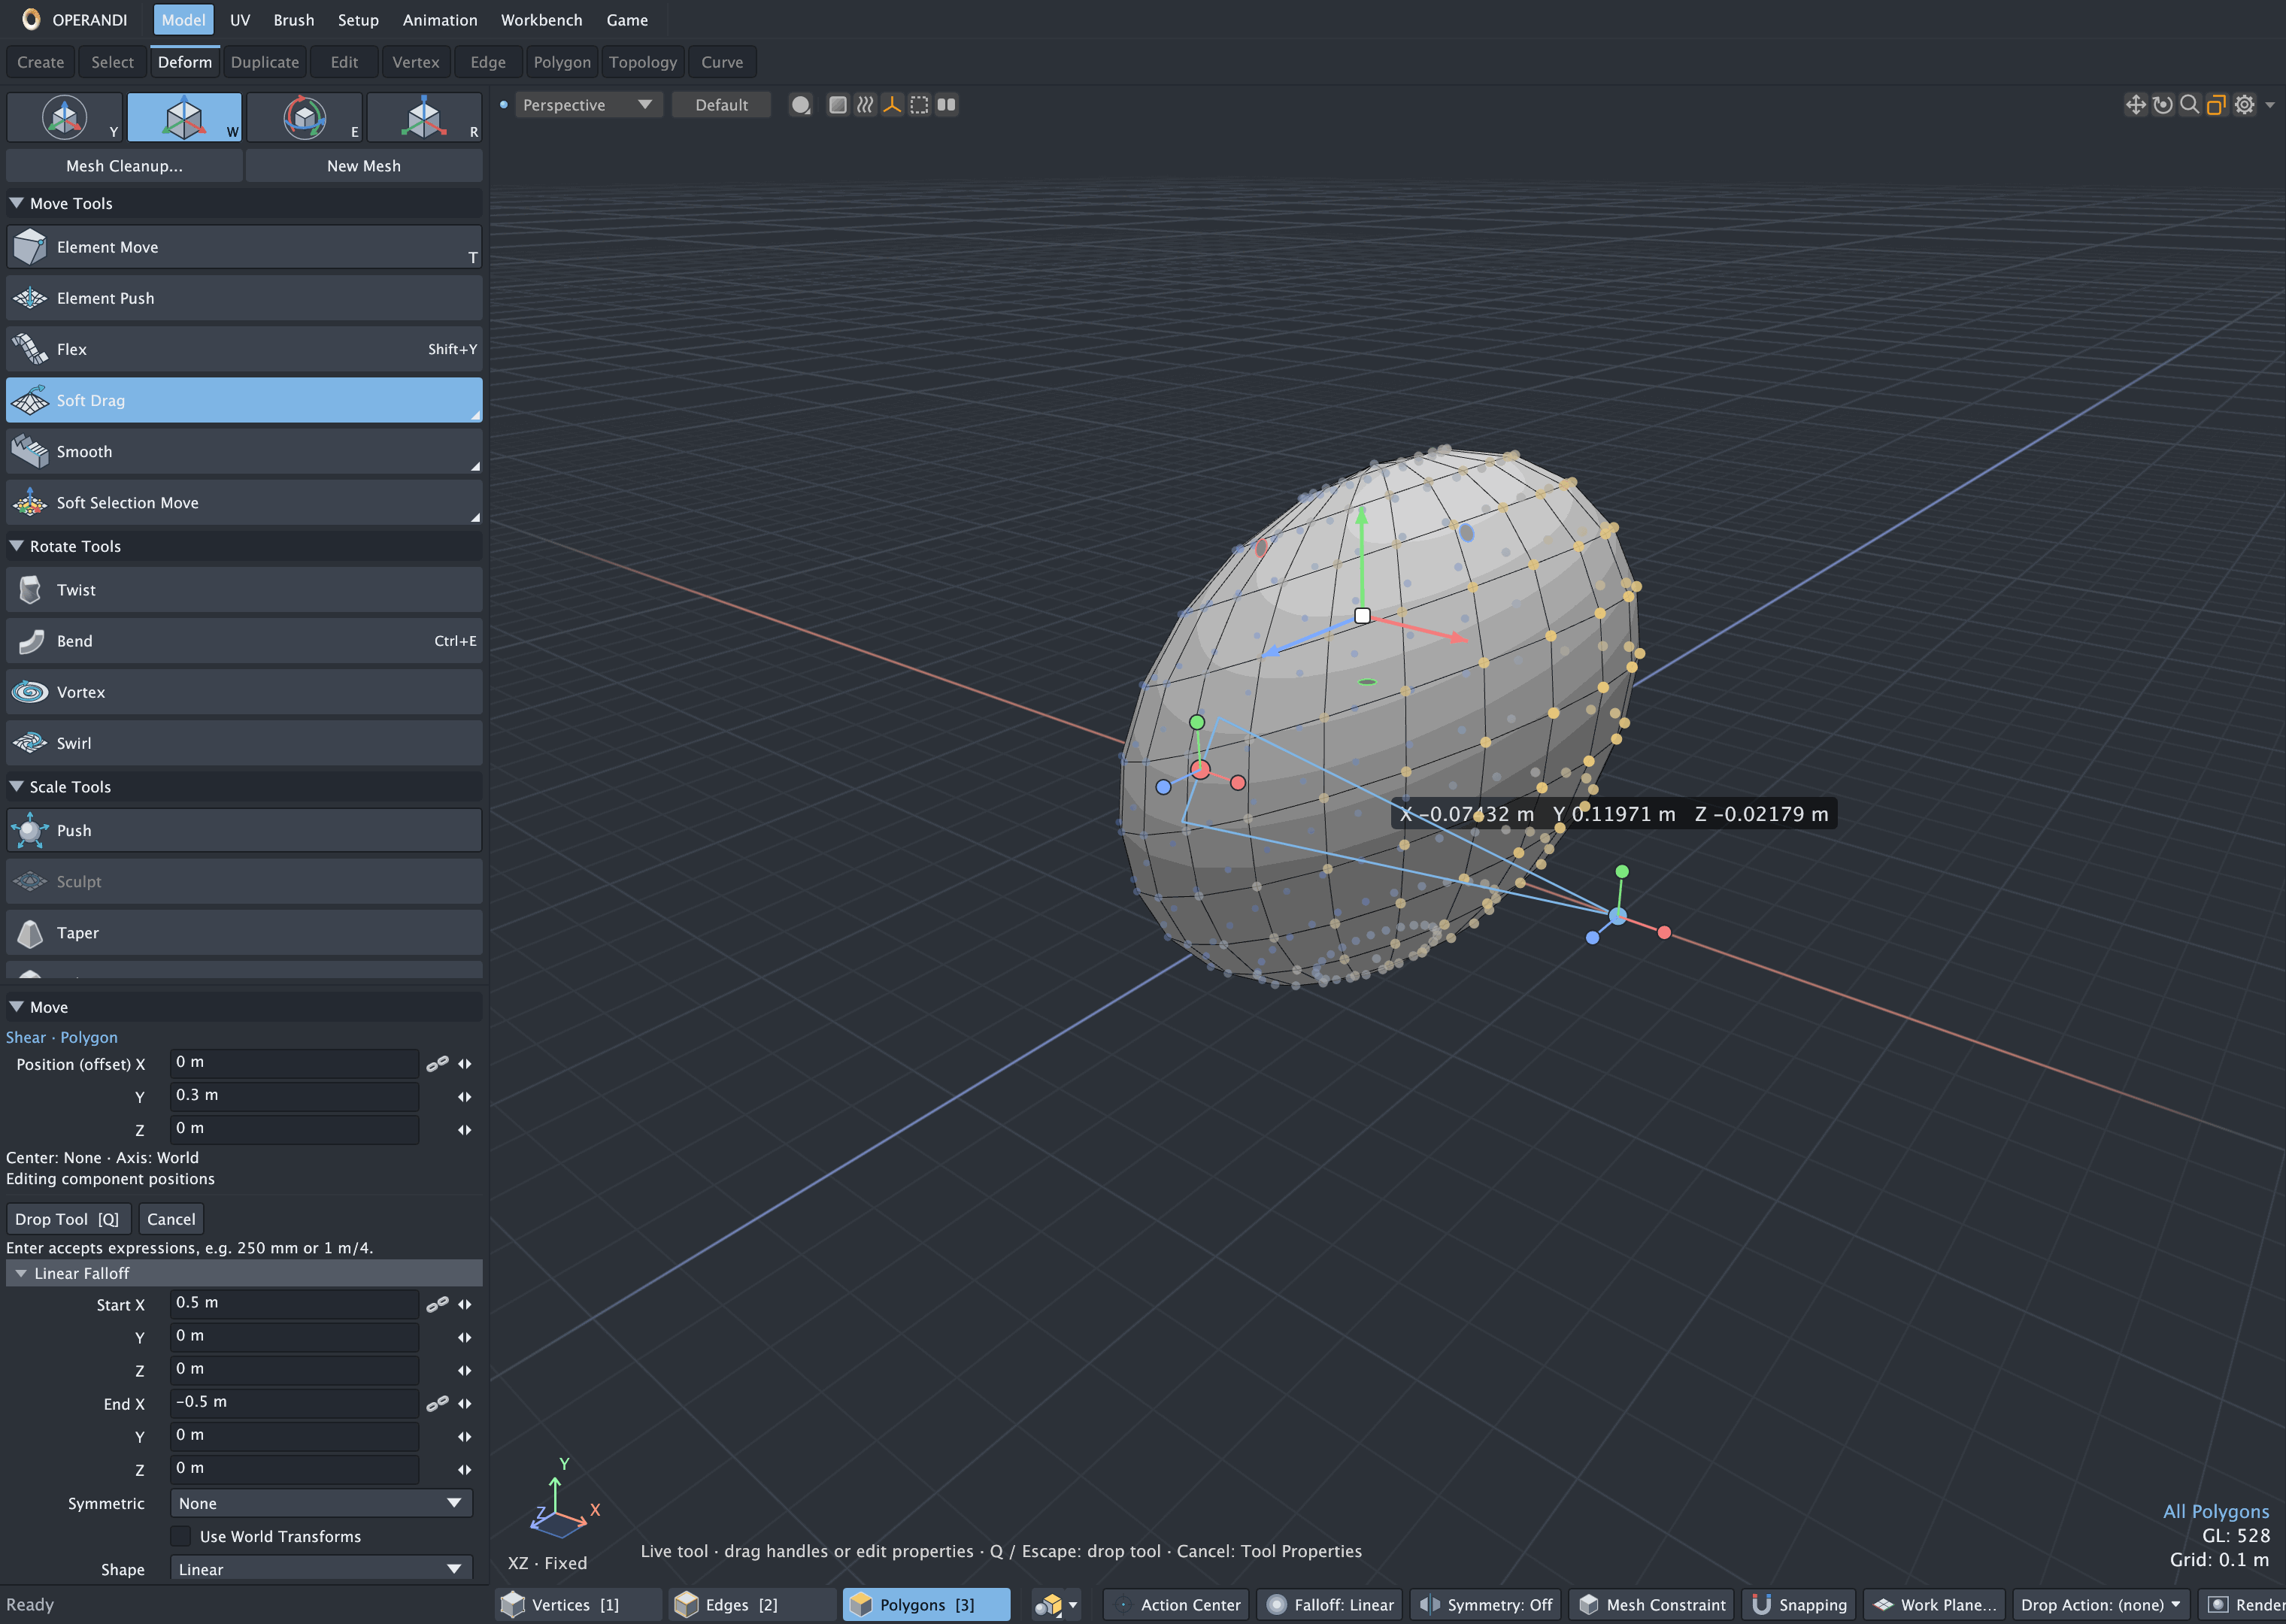 OPERANDI Model UV Brush Setup Animation Workbench Game
Create Select Deform Duplicate Edit Vertex Edge Polygon Topology Curve
Y W E R
Perspective Default
Mesh Cleanup... New Mesh
Move Tools
Element Move T
Element Push
Flex Shift+Y
Soft Drag
Smooth
Soft Selection Move
Rotate Tools
Twist
Bend Ctrl+E
Vortex
Swirl
Scale Tools
Push
Sculpt
Taper
Move
Shear · Polygon
Position (offset) X 0 m
Y 0.3 m
Z 0 m
Center: None · Axis: World
Editing component positions
Drop Tool [Q] Cancel
Enter accepts expressions, e.g. 250 mm or 1 m/4.
Linear Falloff
Start X 0.5 m
Y 0 m
Z 0 m
End X −0.5 m
Y 0 m
Z 0 m
Symmetric None
Use World Transforms
Shape Linear
X −0.07432 m Y 0.11971 m Z −0.02179 m
Y
Z X
XZ · Fixed
Live tool · drag handles or edit properties · Q / Escape: drop tool · Cancel: Tool Properties
All Polygons
GL: 528
Grid: 0.1 m
Ready Vertices [1] Edges [2] Polygons [3] Action Center Falloff: Linear Symmetry: Off Mesh Constraint Snapping Work Plane... Drop Action: (none) Render